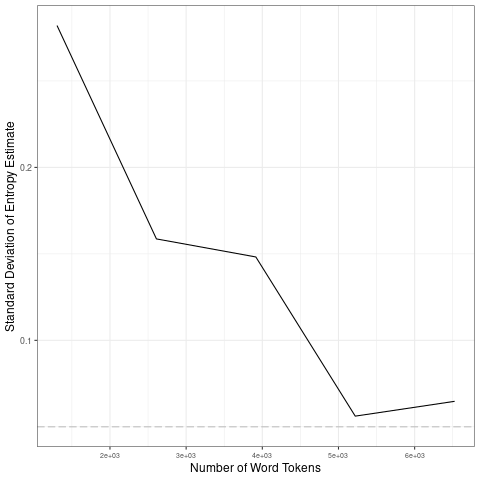 Standard Deviation of Entropy Estimate
0.2
0.1
2e+03 3e+03 4e+03 5e+03 6e+03
Number of Word Tokens